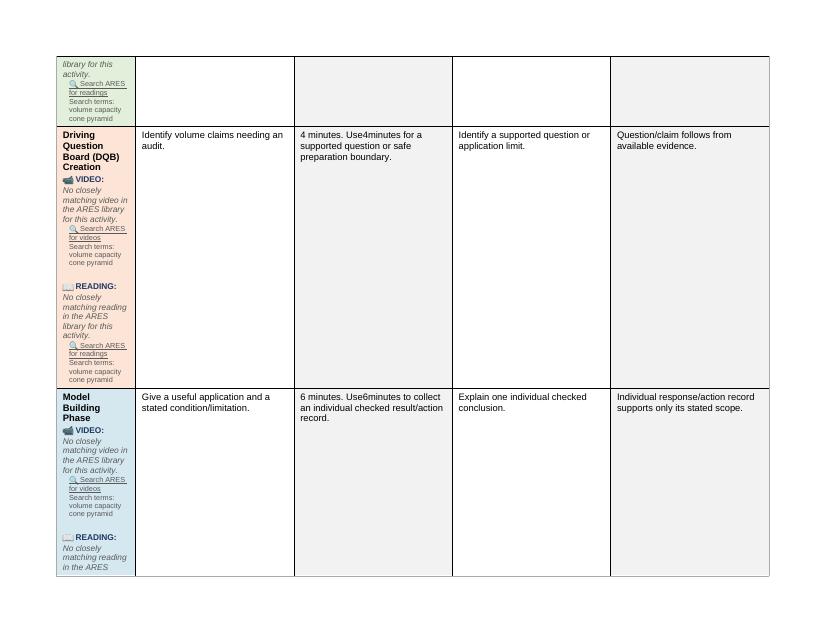 library for this
activity.
🔍 Search ARES
for readings
Search terms:
volume capacity
cone pyramid
Driving
Question
Board (DQB)
Creation
📹 VIDEO:
No closely
matching video in
the ARES library
for this activity.
🔍 Search ARES
for videos
Search terms:
volume capacity
cone pyramid
📖 READING:
No closely
matching reading
in the ARES
library for this
activity.
🔍 Search ARES
for readings
Search terms:
volume capacity
cone pyramid
Identify volume claims needing an
audit.
4 minutes. Use4minutes for a
supported question or safe
preparation boundary.
Identify a supported question or
application limit.
Question/claim follows from
available evidence.
Model
Building
Phase
📹 VIDEO:
No closely
matching video in
the ARES library
for this activity.
🔍 Search ARES
for videos
Search terms:
volume capacity
cone pyramid
📖 READING:
No closely
matching reading
in the ARES
Give a useful application and a
stated condition/limitation.
6 minutes. Use6minutes to collect
an individual checked result/action
record.
Explain one individual checked
conclusion.
Individual response/action record
supports only its stated scope.